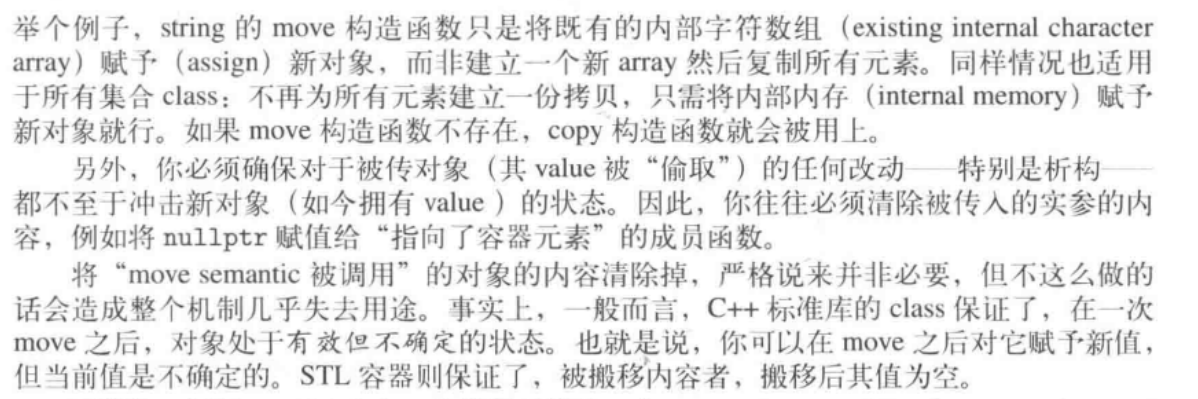 举个例子，string 的 move 构造函数只是将既有的内部字符数组（existing internal character
array）赋予（assign）新对象，而非建立一个新 array 然后复制所有元素。同样情况也适用
于所有集合 class：不再为所有元素建立一份拷贝，只需将内部内存（internal memory）赋予
新对象就行。如果 move 构造函数不存在，copy 构造函数就会被用上。
另外，你必须确保对于被传对象（其 value 被“偷取”）的任何改动——特别是析构——
都不至于冲击新对象（如今拥有 value ）的状态。因此，你往往必须清除被传入的实参的内
容，例如将 nullptr 赋值给“指向了容器元素”的成员函数。
将“move semantic 被调用”的对象的内容清除掉，严格说来并非必要，但不这么做的
话会造成整个机制几乎失去用途。事实上，一般而言，C++ 标准库的 class 保证了，在一次
move 之后，对象处于有效但不确定的状态。也就是说，你可以在 move 之后对它赋予新值，
但当前值是不确定的。STL 容器则保证了，被搬移内容者，搬移后其值为空。